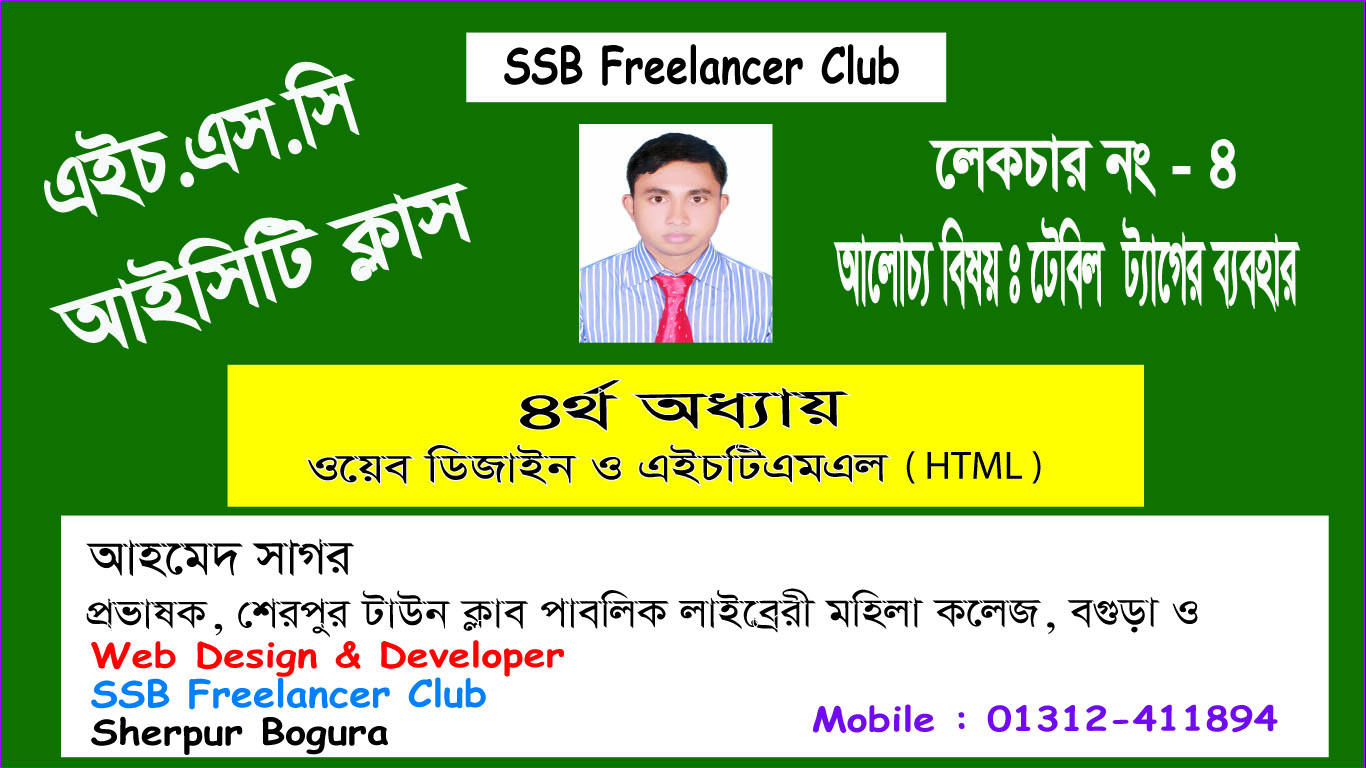 SSB Freelancer Club
এইচ.এস.সি
আইসিটি ক্লাস
লেকচার নং - ৪
আলোচ্য বিষয় ঃ টেবিল ট্যাগের ব্যবহার
৪র্থ অধ্যায়
ওয়েব ডিজাইন ও এইচটিএমএল ( HTML )
আহমেদ সাগর
প্রভাষক, শেরপুর টাউন ক্লাব পাবলিক লাইব্রেরী মহিলা কলেজ, বগুড়া ও
Web Design & Developer
SSB Freelancer Club
Sherpur Bogura
Mobile : 01312-411894